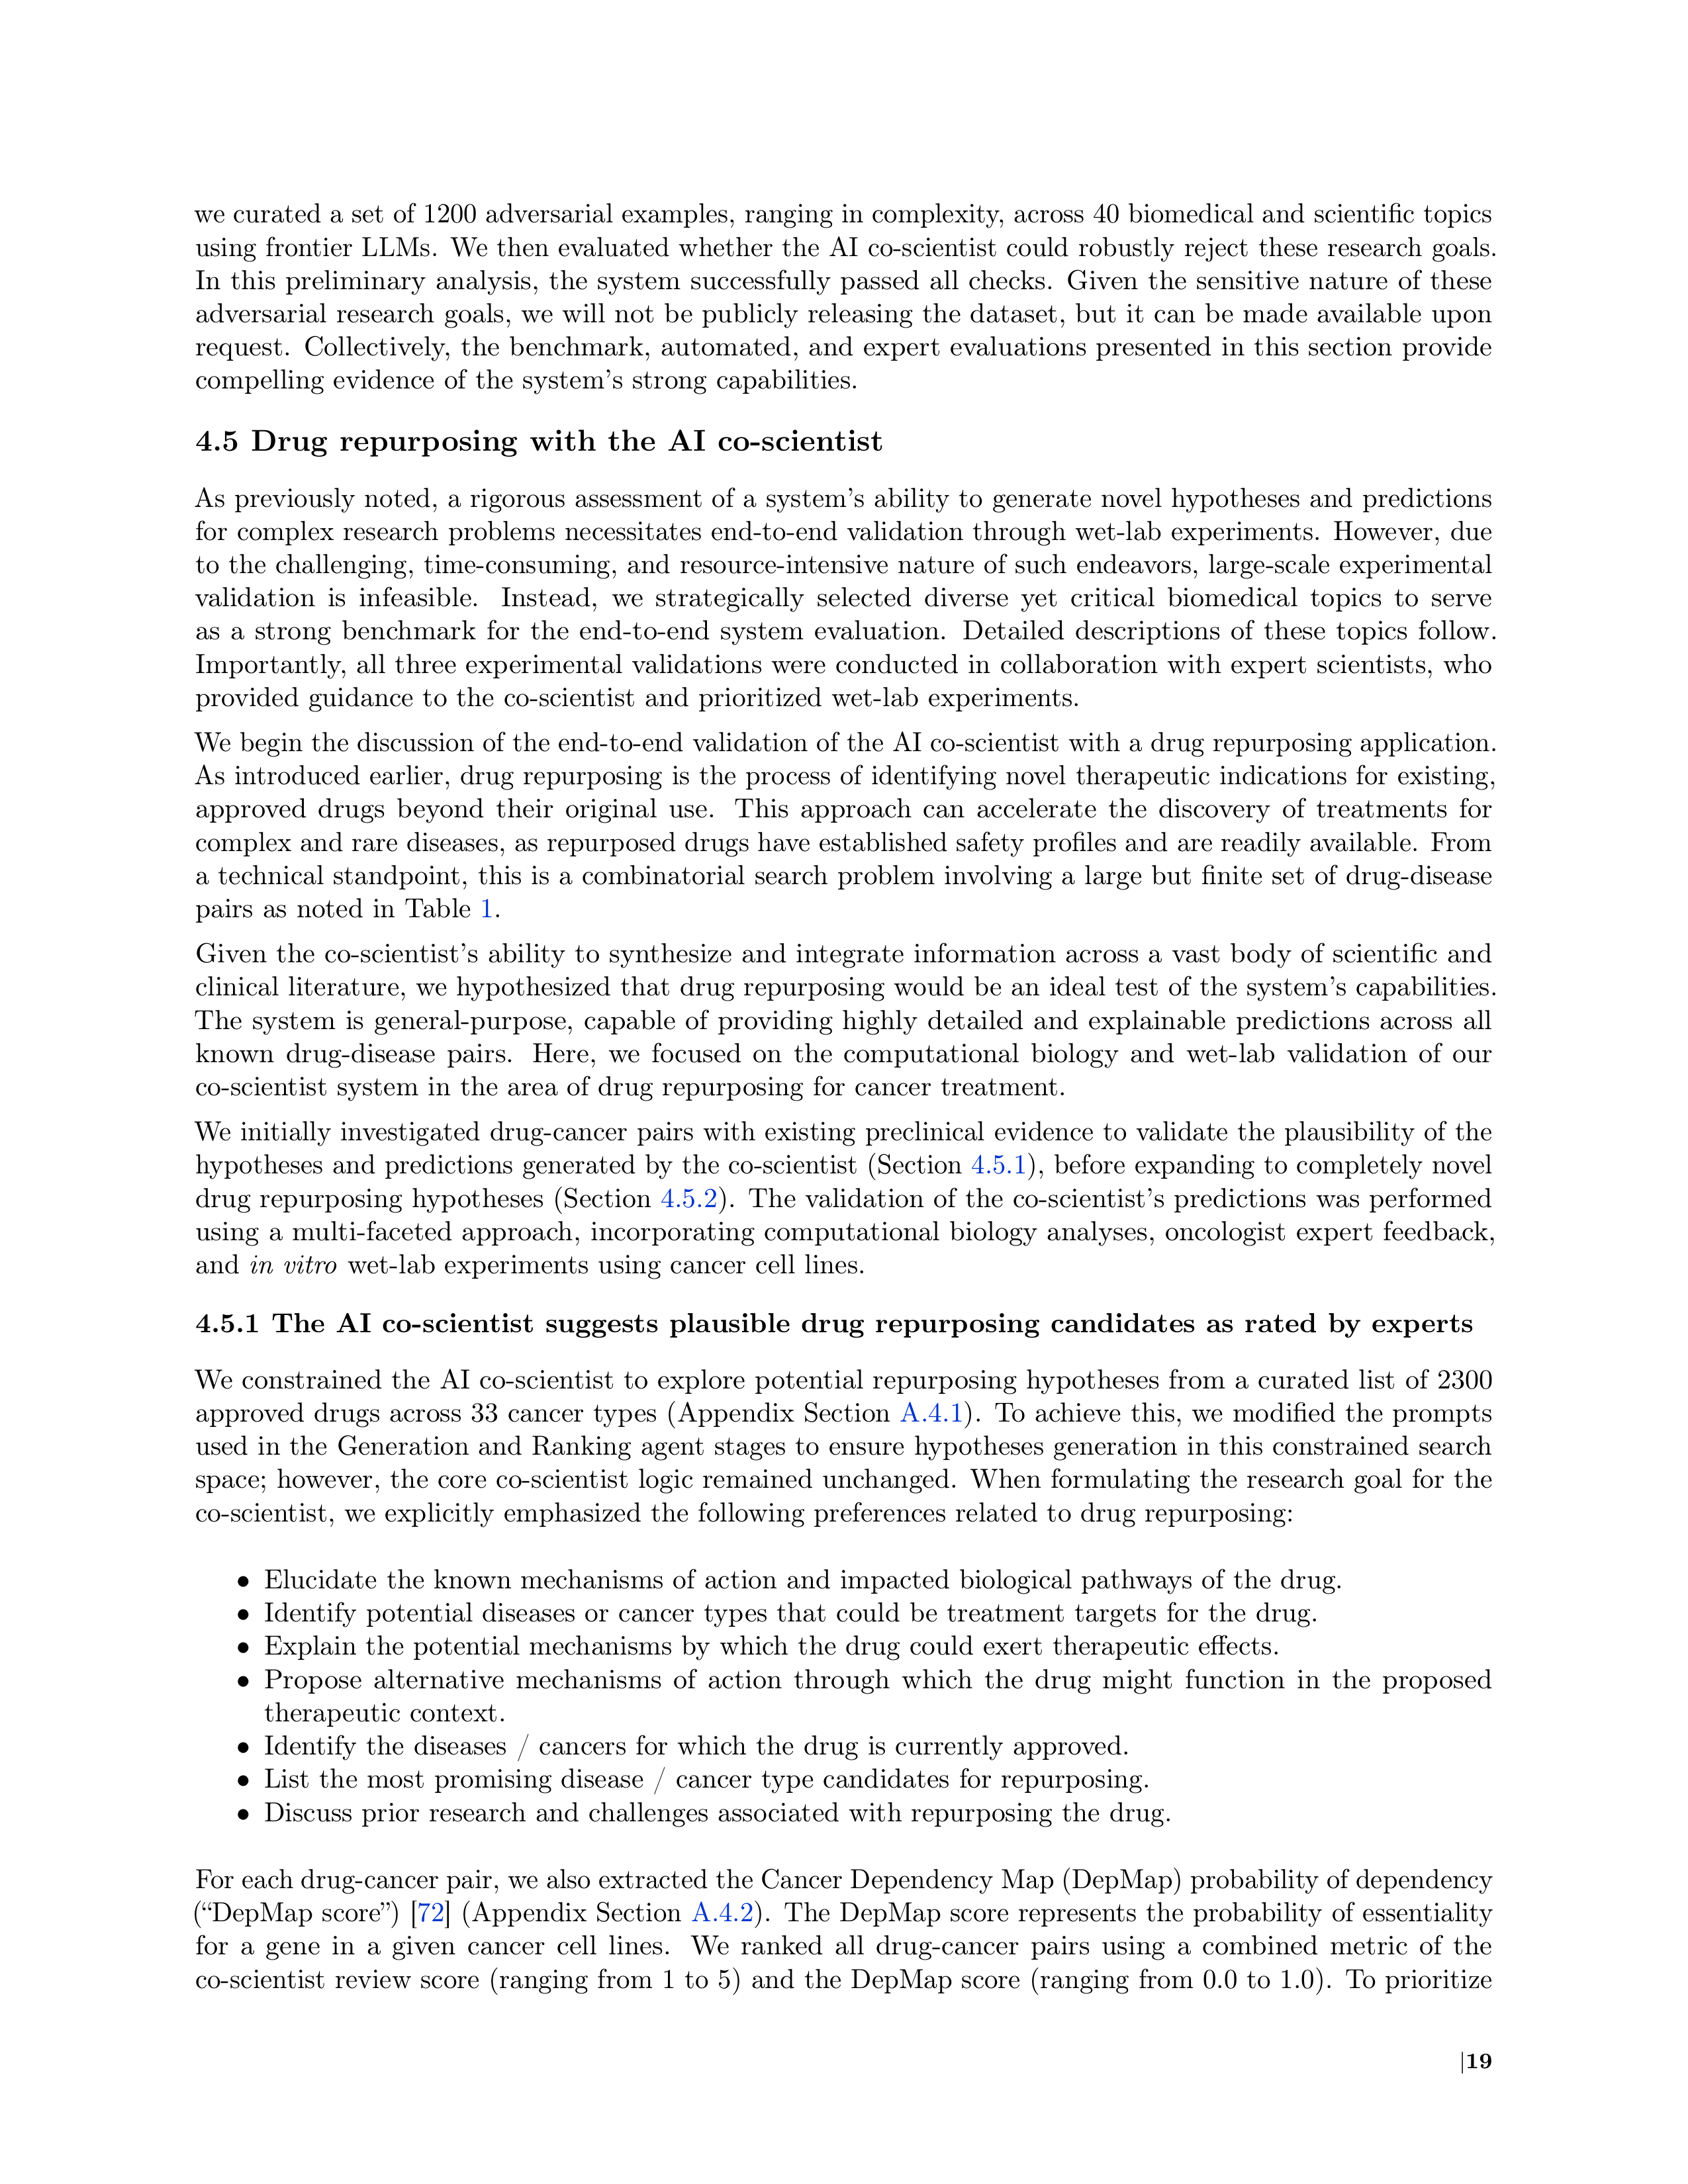 we curated a set of 1200 adversarial examples, ranging in complexity, across 40 biomedical and scientific topics
using frontier LLMs. We then evaluated whether the AI co-scientist could robustly reject these research goals.
In this preliminary analysis, the system successfully passed all checks. Given the sensitive nature of these
adversarial research goals, we will not be publicly releasing the dataset, but it can be made available upon
request. Collectively, the benchmark, automated, and expert evaluations presented in this section provide
compelling evidence of the system's strong capabilities.
4.5 Drug repurposing with the AI co-scientist
As previously noted, a rigorous assessment of a system's ability to generate novel hypotheses and predictions
for complex research problems necessitates end-to-end validation through wet-lab experiments. However, due
to the challenging, time-consuming, and resource-intensive nature of such endeavors, large-scale experimental
validation is infeasible. Instead, we strategically selected diverse yet critical biomedical topics to serve
as a strong benchmark for the end-to-end system evaluation. Detailed descriptions of these topics follow.
Importantly, all three experimental validations were conducted in collaboration with expert scientists, who
provided guidance to the co-scientist and prioritized wet-lab experiments.
We begin the discussion of the end-to-end validation of the AI co-scientist with a drug repurposing application.
As introduced earlier, drug repurposing is the process of identifying novel therapeutic indications for existing,
approved drugs beyond their original use. This approach can accelerate the discovery of treatments for
complex and rare diseases, as repurposed drugs have established safety profiles and are readily available. From
a technical standpoint, this is a combinatorial search problem involving a large but finite set of drug-disease
pairs as noted in Table 1.
Given the co-scientist's ability to synthesize and integrate information across a vast body of scientific and
clinical literature, we hypothesized that drug repurposing would be an ideal test of the system's capabilities.
The system is general-purpose, capable of providing highly detailed and explainable predictions across all
known drug-disease pairs. Here, we focused on the computational biology and wet-lab validation of our
co-scientist system in the area of drug repurposing for cancer treatment.
We initially investigated drug-cancer pairs with existing preclinical evidence to validate the plausibility of the
hypotheses and predictions generated by the co-scientist (Section 4.5.1), before expanding to completely novel
drug repurposing hypotheses (Section 4.5.2). The validation of the co-scientist's predictions was performed
using a multi-faceted approach, incorporating computational biology analyses, oncologist expert feedback,
and in vitro wet-lab experiments using cancer cell lines.
4.5.1 The AI co-scientist suggests plausible drug repurposing candidates as rated by experts
We constrained the AI co-scientist to explore potential repurposing hypotheses from a curated list of 2300
approved drugs across 33 cancer types (Appendix Section A.4.1). To achieve this, we modified the prompts
used in the Generation and Ranking agent stages to ensure hypotheses generation in this constrained search
space; however, the core co-scientist logic remained unchanged. When formulating the research goal for the
co-scientist, we explicitly emphasized the following preferences related to drug repurposing:
• Elucidate the known mechanisms of action and impacted biological pathways of the drug.
• Identify potential diseases or cancer types that could be treatment targets for the drug.
• Explain the potential mechanisms by which the drug could exert therapeutic effects.
• Propose alternative mechanisms of action through which the drug might function in the proposed
therapeutic context.
• Identify the diseases / cancers for which the drug is currently approved.
• List the most promising disease / cancer type candidates for repurposing.
• Discuss prior research and challenges associated with repurposing the drug.
For each drug-cancer pair, we also extracted the Cancer Dependency Map (DepMap) probability of dependency
(“DepMap score”) [72] (Appendix Section A.4.2). The DepMap score represents the probability of essentiality
for a gene in a given cancer cell lines. We ranked all drug-cancer pairs using a combined metric of the
co-scientist review score (ranging from 1 to 5) and the DepMap score (ranging from 0.0 to 1.0). To prioritize
|19